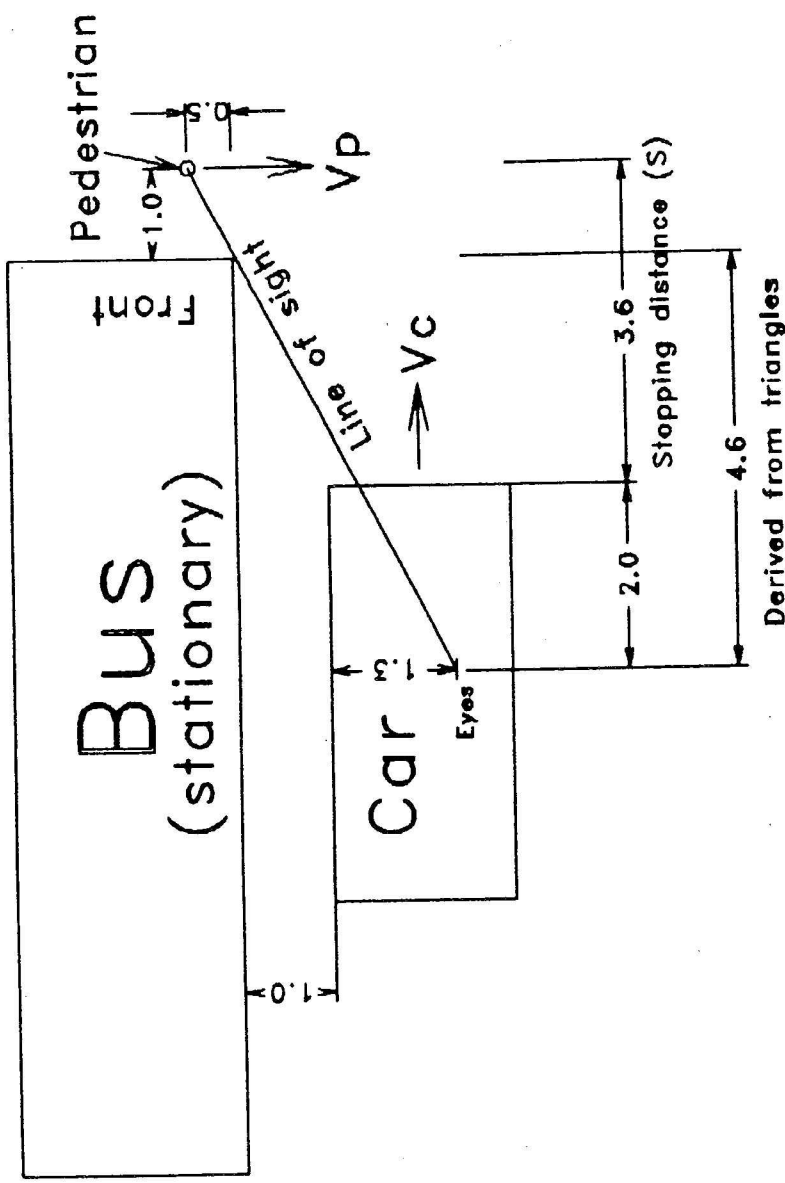 Pedestrian
1.0
0.5
Vp
Front
Bus
(stationary)
Line of sight
Vc
Car
1.3
Eyes
1.0
2.0
3.6
Stopping distance (S)
4.6
Derived from triangles